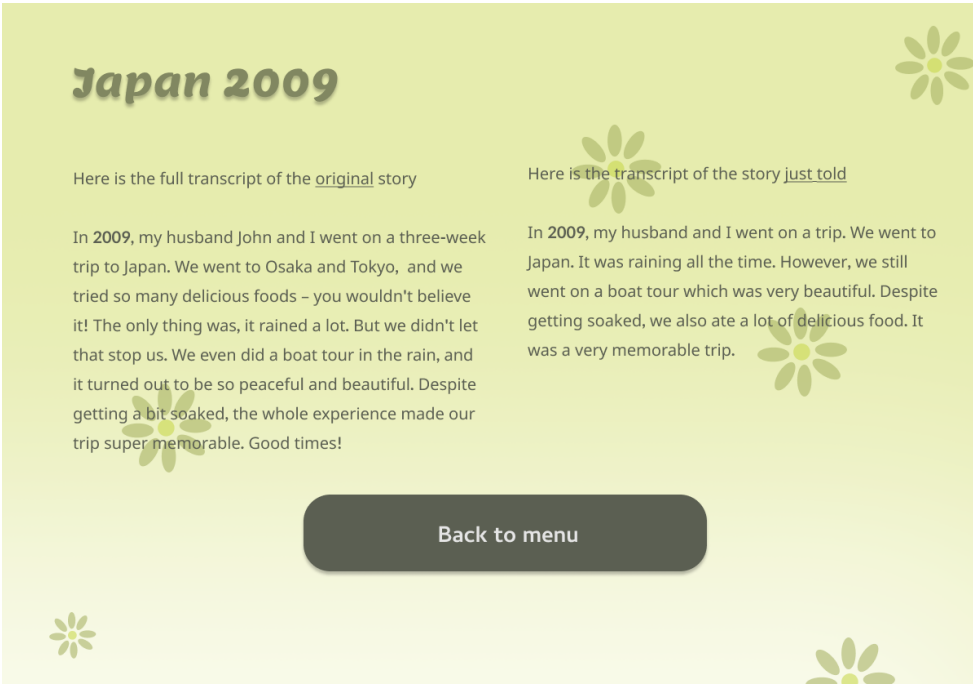 Japan 2009
Here is the full transcript of the original story
In 2009, my husband John and I went on a three-week
trip to Japan. We went to Osaka and Tokyo,  and we
tried so many delicious foods – you wouldn't believe
it! The only thing was, it rained a lot. But we didn't let
that stop us. We even did a boat tour in the rain, and
it turned out to be so peaceful and beautiful. Despite
getting a bit soaked, the whole experience made our
trip super memorable. Good times!
Here is the transcript of the story just told
In 2009, my husband and I went on a trip. We went to
Japan. It was raining all the time. However, we still
went on a boat tour which was very beautiful. Despite
getting soaked, we also ate a lot of delicious food. It
was a very memorable trip.
Back to menu